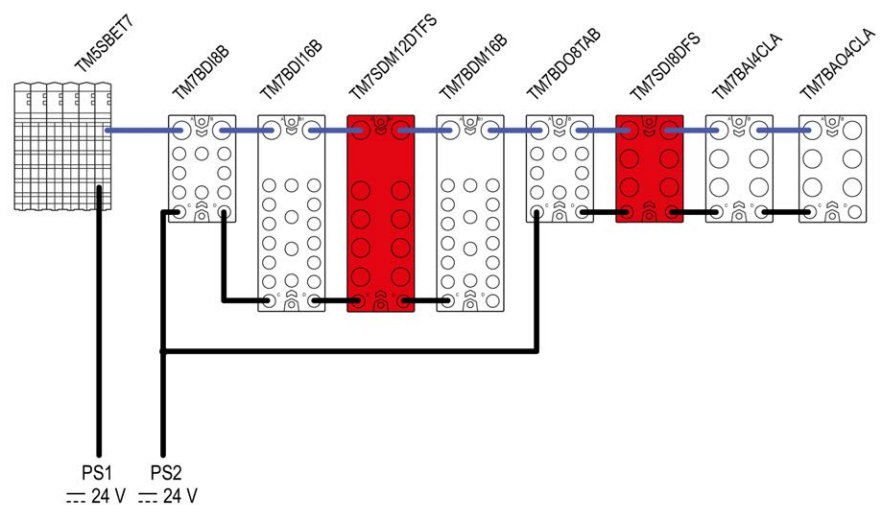 TM5SBET7
TM7BDI8B
TM7BDI16B
TM7SDM12DTFS
TM7BDM16B
TM7BDO8TAB
TM7SDI8DFS
TM7BAI4CLA
TM7BAO4CLA
PS1 PS2
24 V 24 V